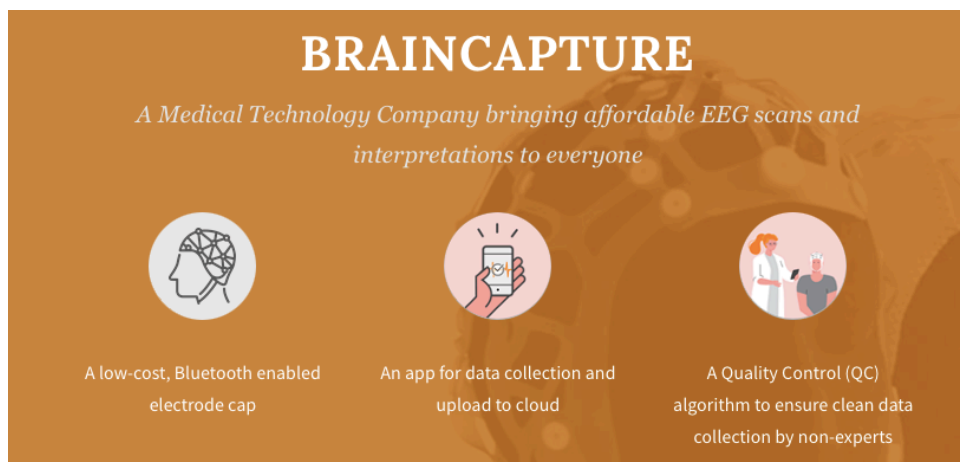 BRAINCAPTURE
A Medical Technology Company bringing affordable EEG scans and
interpretations to everyone
A low-cost, Bluetooth enabled
electrode cap
An app for data collection and
upload to cloud
A Quality Control (QC)
algorithm to ensure clean data
collection by non-experts